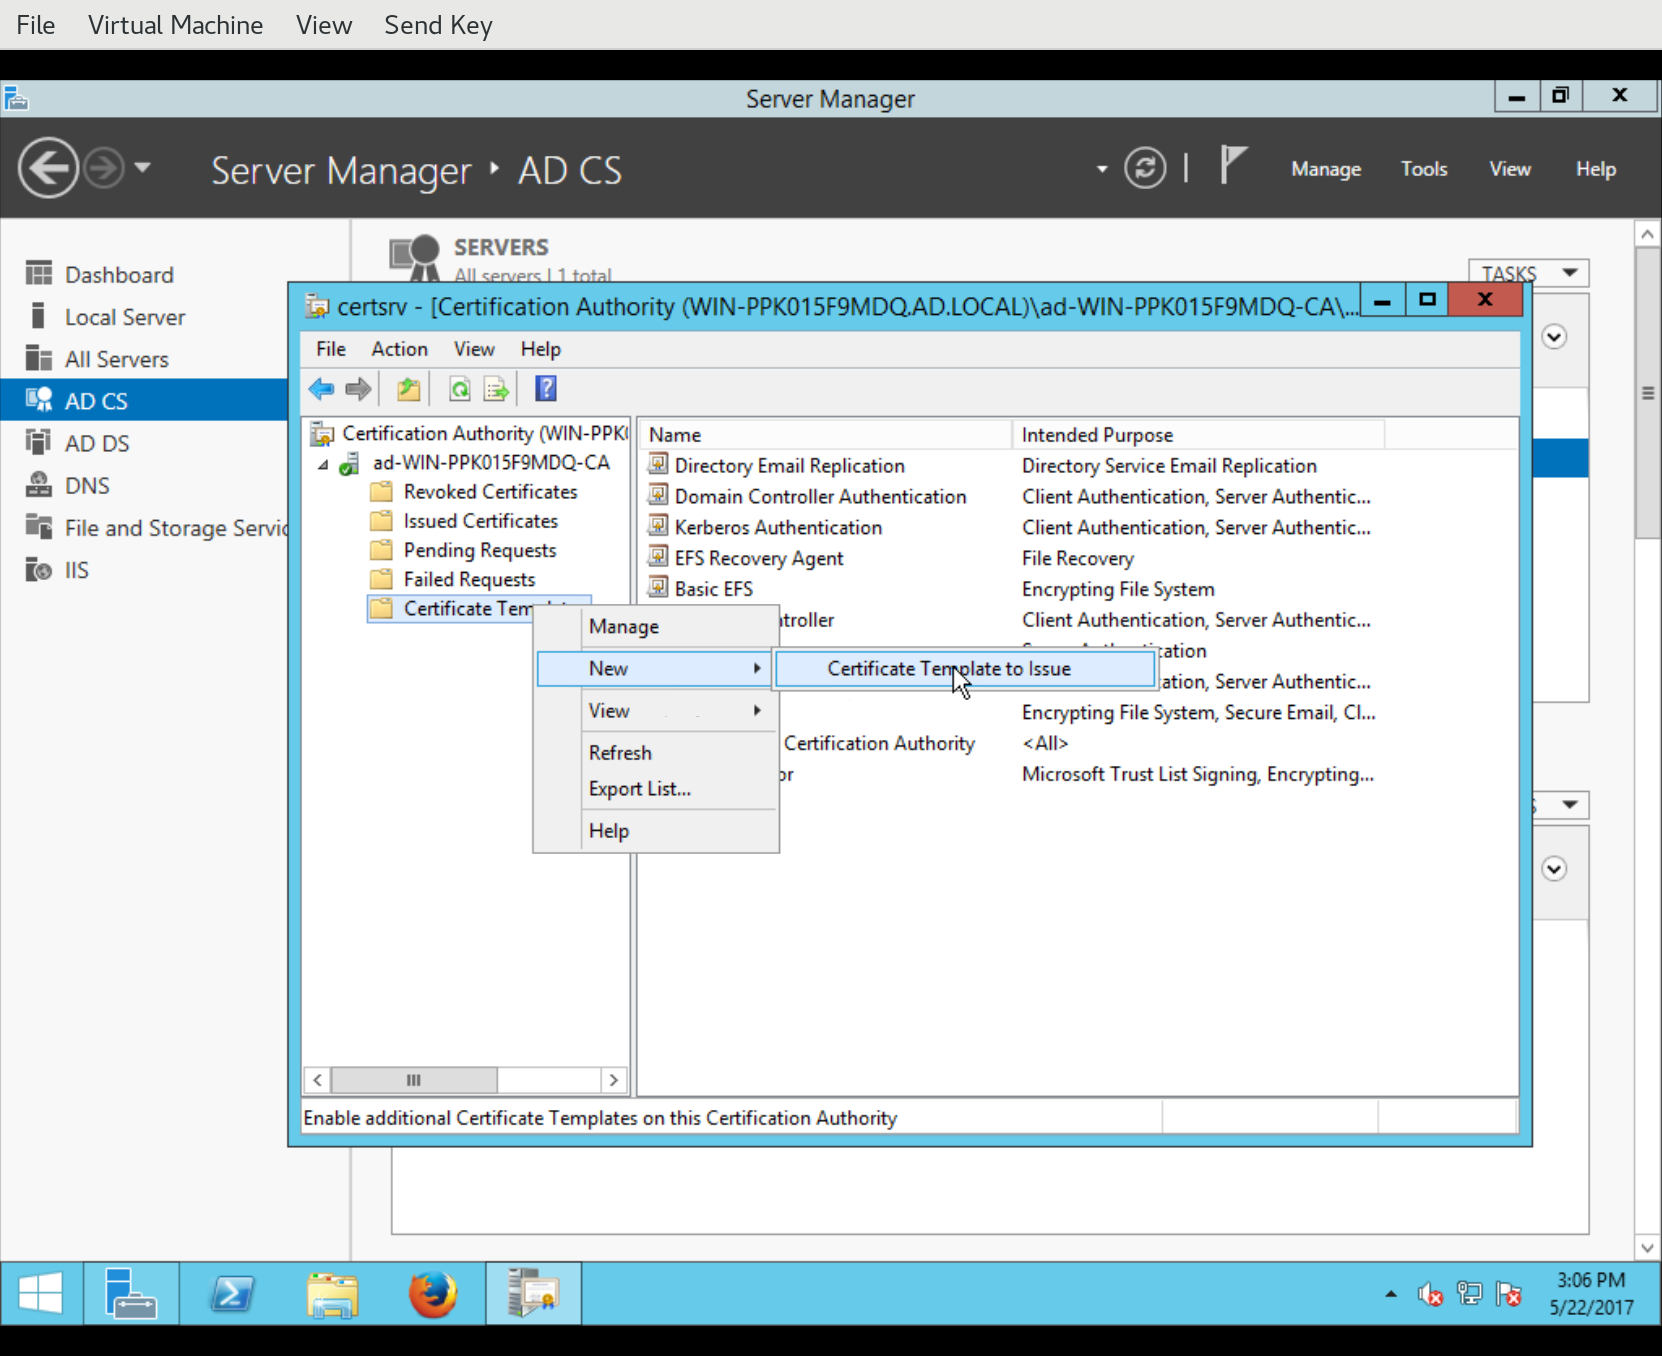 File Virtual Machine View Send Key
Server Manager
Server Manager AD CS Manage Tools View Help
SERVERS
All servers | 1 total
TASKS
Dashboard
Local Server
All Servers
AD CS
AD DS
DNS
File and Storage Servic
IIS
certsrv - [Certification Authority (WIN-PPK015F9MDQ.AD.LOCAL)\ad-WIN-PPK015F9MDQ-CA\...
File Action View Help
Certification Authority (WIN-PPK
ad-WIN-PPK015F9MDQ-CA
Revoked Certificates
Issued Certificates
Pending Requests
Failed Requests
Certificate Templat
Name Intended Purpose
Directory Email Replication Directory Service Email Replication
Domain Controller Authentication Client Authentication, Server Authentic...
Kerberos Authentication Client Authentication, Server Authentic...
EFS Recovery Agent File Recovery
Basic EFS Encrypting File System
troller Client Authentication, Server Authentic...
ation
ation, Server Authentic...
Encrypting File System, Secure Email, Cl...
Certification Authority <All>
or Microsoft Trust List Signing, Encrypting...
Manage
New
Certificate Template to Issue
View
Refresh
Export List...
Help
Enable additional Certificate Templates on this Certification Authority
3:06 PM
5/22/2017